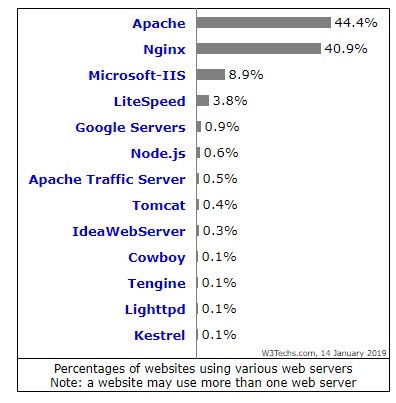 Apache 44.4%
Nginx 40.9%
Microsoft-IIS 8.9%
LiteSpeed 3.8%
Google Servers 0.9%
Node.js 0.6%
Apache Traffic Server 0.5%
Tomcat 0.4%
IdeaWebServer 0.3%
Cowboy 0.1%
Tengine 0.1%
Lighttpd 0.1%
Kestrel 0.1%
W3Techs.com, 14 January 2019
Percentages of websites using various web servers
Note: a website may use more than one web server